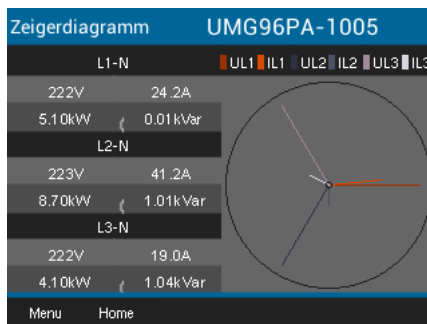 Zeigerdiagramm UMG96PA-1005
L1-N UL1 IL1 UL2 IL2 UL3 IL3
222V 24.2A
5.10kW 0.01kVar
L2-N
223V 41.2A
8.70kW 1.01kVar
L3-N
222V 19.0A
4.10kW 1.04kVar
Menu Home